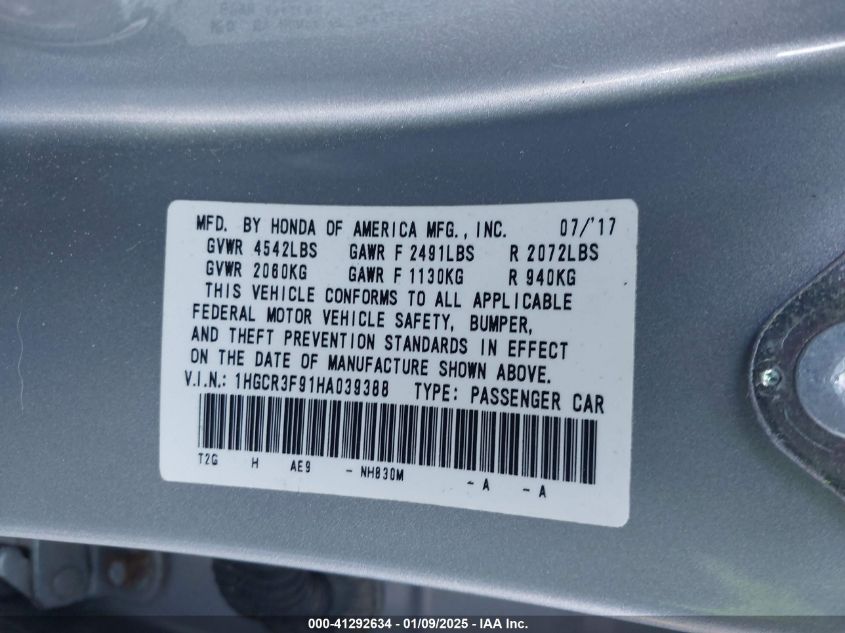 MFD. BY HONDA OF AMERICA MFG., INC. 07/'17
GVWR 4542LBS GAWR F 2491LBS R 2072LBS
GVWR 2060KG GAWR F 1130KG R 940KG
THIS VEHICLE CONFORMS TO ALL APPLICABLE
FEDERAL MOTOR VEHICLE SAFETY, BUMPER,
AND THEFT PREVENTION STANDARDS IN EFFECT
ON THE DATE OF MANUFACTURE SHOWN ABOVE.
V.I.N.: 1HGCR3F91HA039388 TYPE: PASSENGER CAR
T2G H AE9 - NH830M - A - A
000-41292634 - 01/09/2025 - IAA Inc.